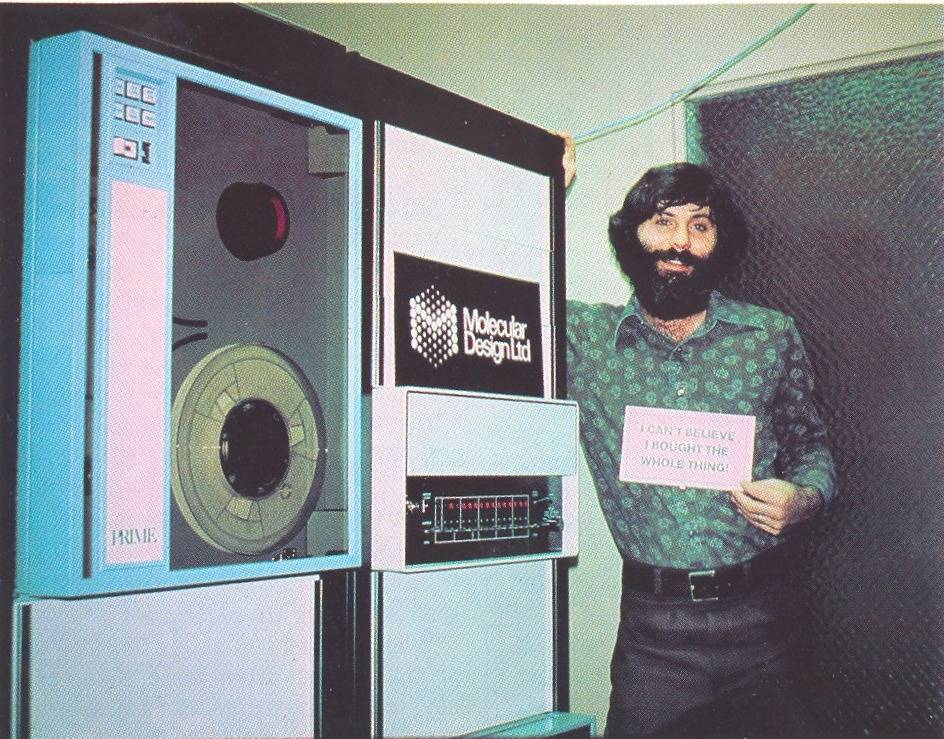 PRIME
Molecular
Design Ltd
I CAN'T BELIEVE
I BOUGHT THE
WHOLE THING!